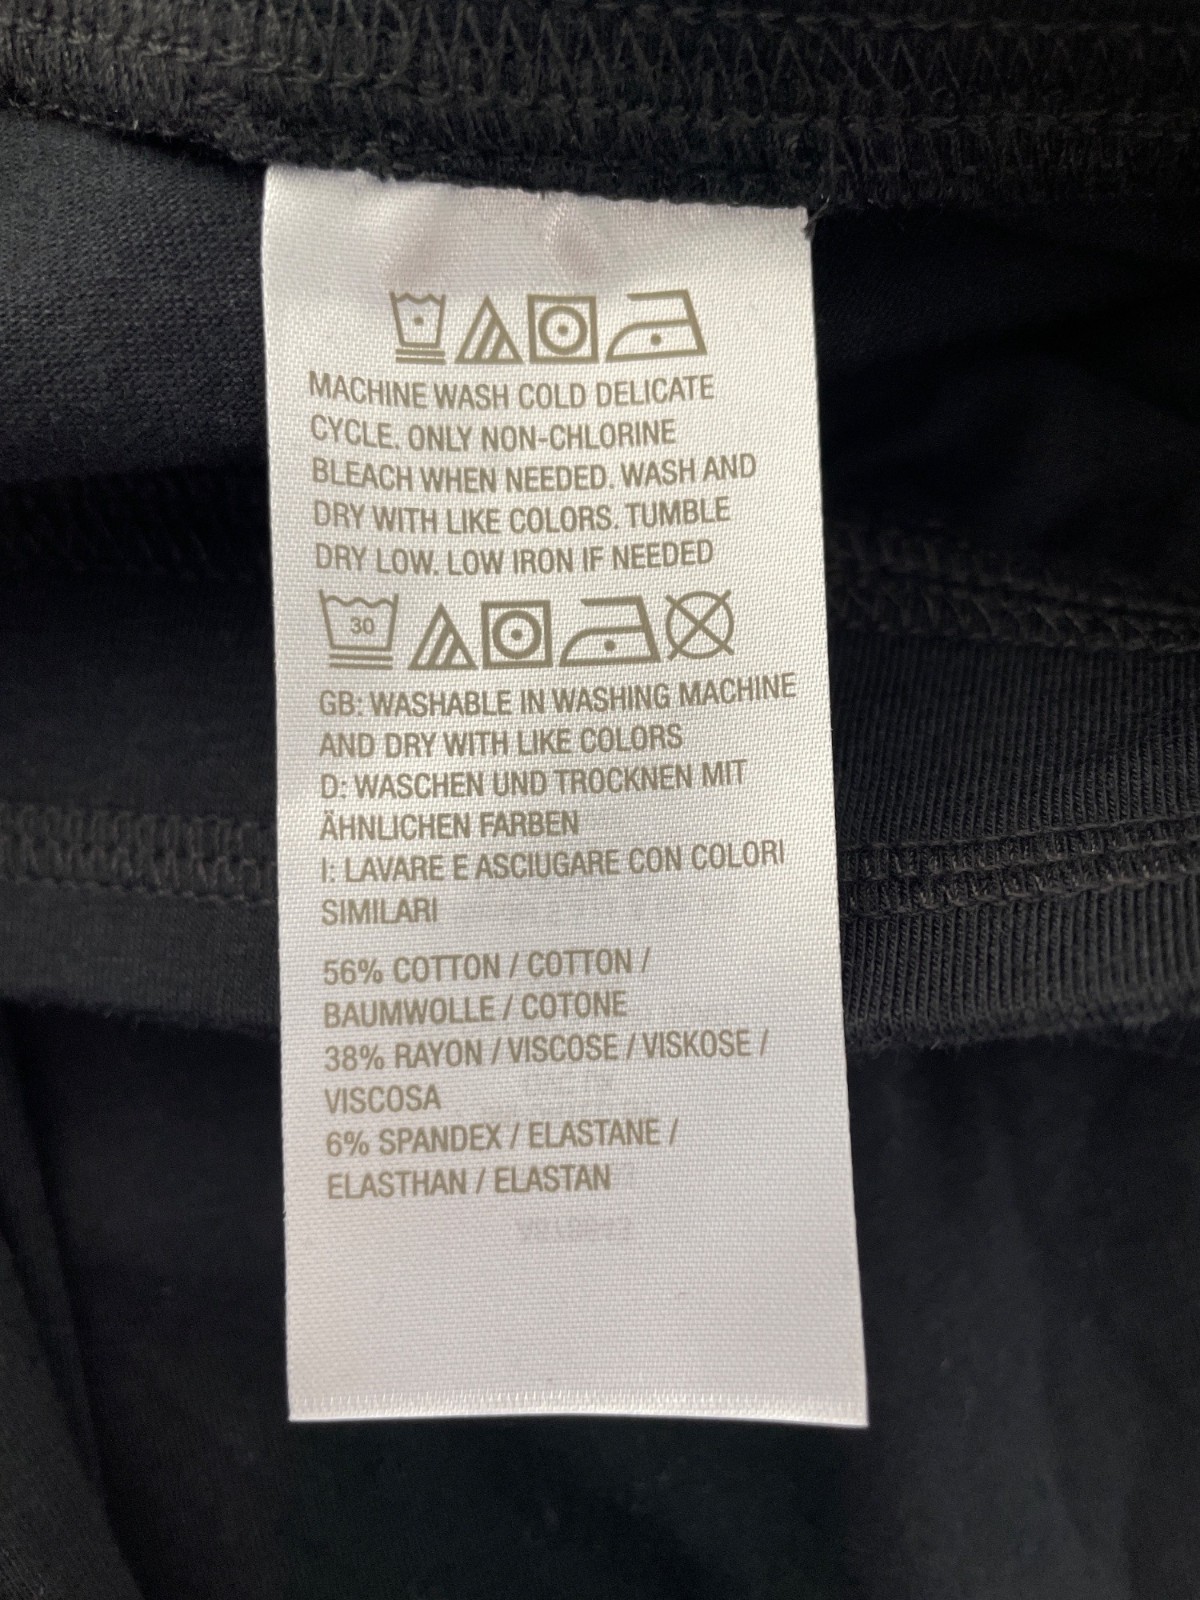 MACHINE WASH COLD DELICATE
CYCLE. ONLY NON-CHLORINE
BLEACH WHEN NEEDED. WASH AND
DRY WITH LIKE COLORS. TUMBLE
DRY LOW. LOW IRON IF NEEDED
30
GB: WASHABLE IN WASHING MACHINE
AND DRY WITH LIKE COLORS
D: WASCHEN UND TROCKNEN MIT
ÄHNLICHEN FARBEN
I: LAVARE E ASCIUGARE CON COLORI
SIMILARI
56% COTTON / COTTON /
BAUMWOLLE / COTONE
38% RAYON / VISCOSE / VISKOSE /
VISCOSA
6% SPANDEX / ELASTANE /
ELASTHAN / ELASTAN